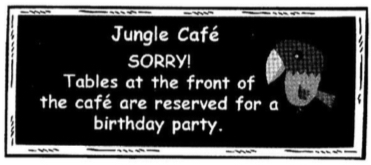 Jungle Café
SORRY!
Tables at the front of
the café are reserved for a
birthday party.